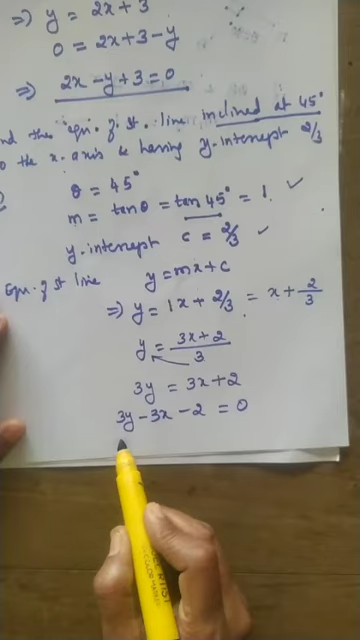 =) y = 2x + 3
0 = 2x + 3 - y
=) 2x - y + 3 = 0
the eqn. of st. line inclined at 45°
the x-axis & having y-intercept 2/3
θ = 45°
m = tan θ = tan 45° = 1. ✓
y-intercept c = 2/3 ✓
Eqn. of st line y = mx + c
=) y = 1x + 2/3 = x + 2/3
y = (3x + 2)/3
3y = 3x + 2
3y - 3x - 2 = 0